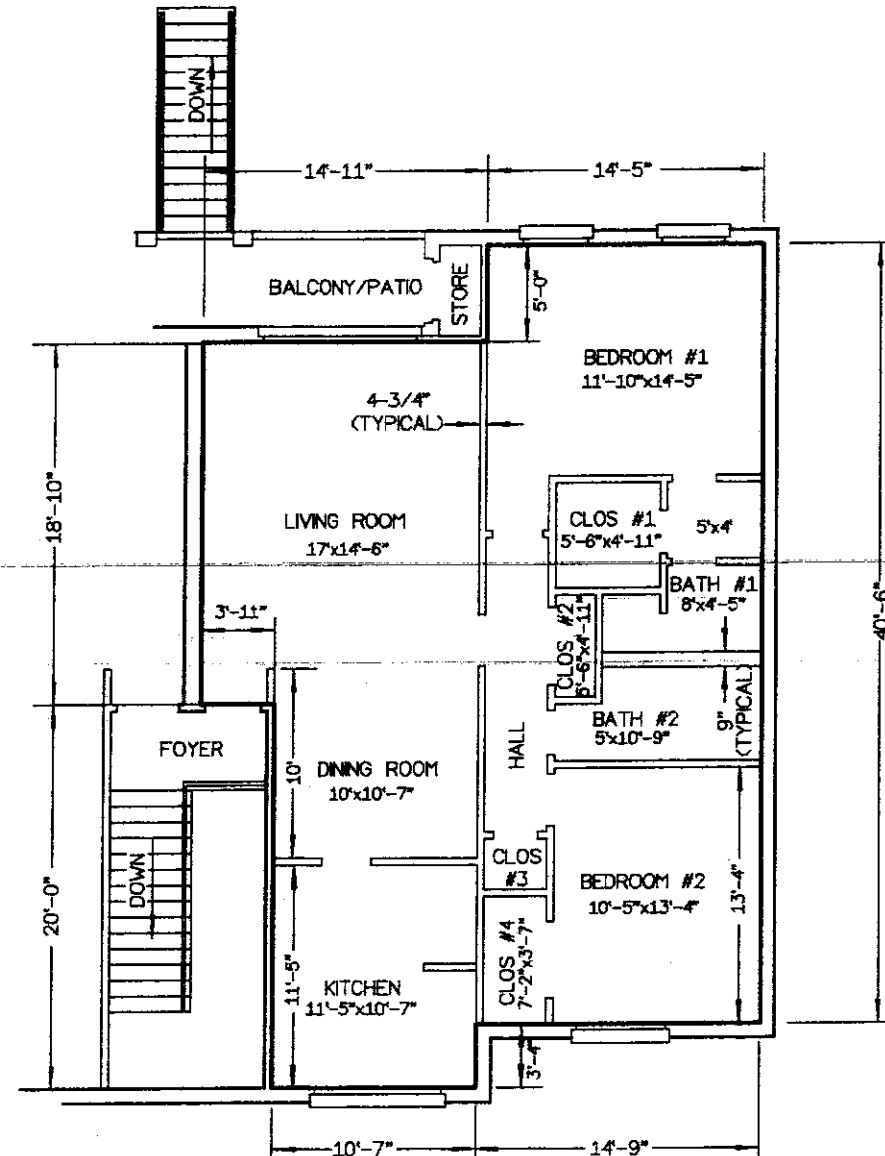 DOWN
14'-11"
14'-5"
BALCONY/PATIO
STORE
5'-0"
BEDROOM #1
11'-10"x14'-5"
4-3/4"
(TYPICAL)
18'-10"
LIVING ROOM
17'x14'-6"
CLOS #1
5'-6"x4'-11"
5'x4'
BATH #1
8'x4'-5"
40'-6"
3'-11"
CLOS #2
6'-6"x4'-11"
9"
(TYPICAL)
BATH #2
5'x10'-9"
FOYER
HALL
10'
DINING ROOM
10'x10'-7"
DOWN
20'-0"
CLOS
#3
BEDROOM #2
10'-5"x13'-4"
13'-4"
CLOS #4
7'-2"x3'-7"
11'-5"
KITCHEN
11'-5"x10'-7"
3'-4"
10'-7"
14'-9"